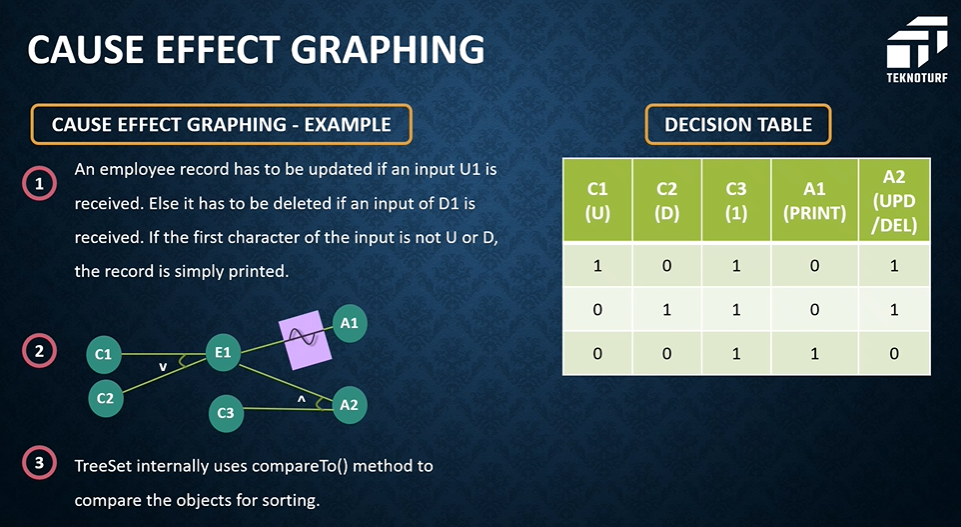 CAUSE EFFECT GRAPHING
TEKNOTURF
CAUSE EFFECT GRAPHING - EXAMPLE
1
An employee record has to be updated if an input U1 is
received. Else it has to be deleted if an input of D1 is
received. If the first character of the input is not U or D,
the record is simply printed.
2
C1
C2
v
E1
C3
^
A1
A2
3
TreeSet internally uses compareTo() method to
compare the objects for sorting.
DECISION TABLE
C1 (U) C2 (D) C3 (1) A1 (PRINT) A2 (UPD /DEL)
1 0 1 0 1
0 1 1 0 1
0 0 1 1 0